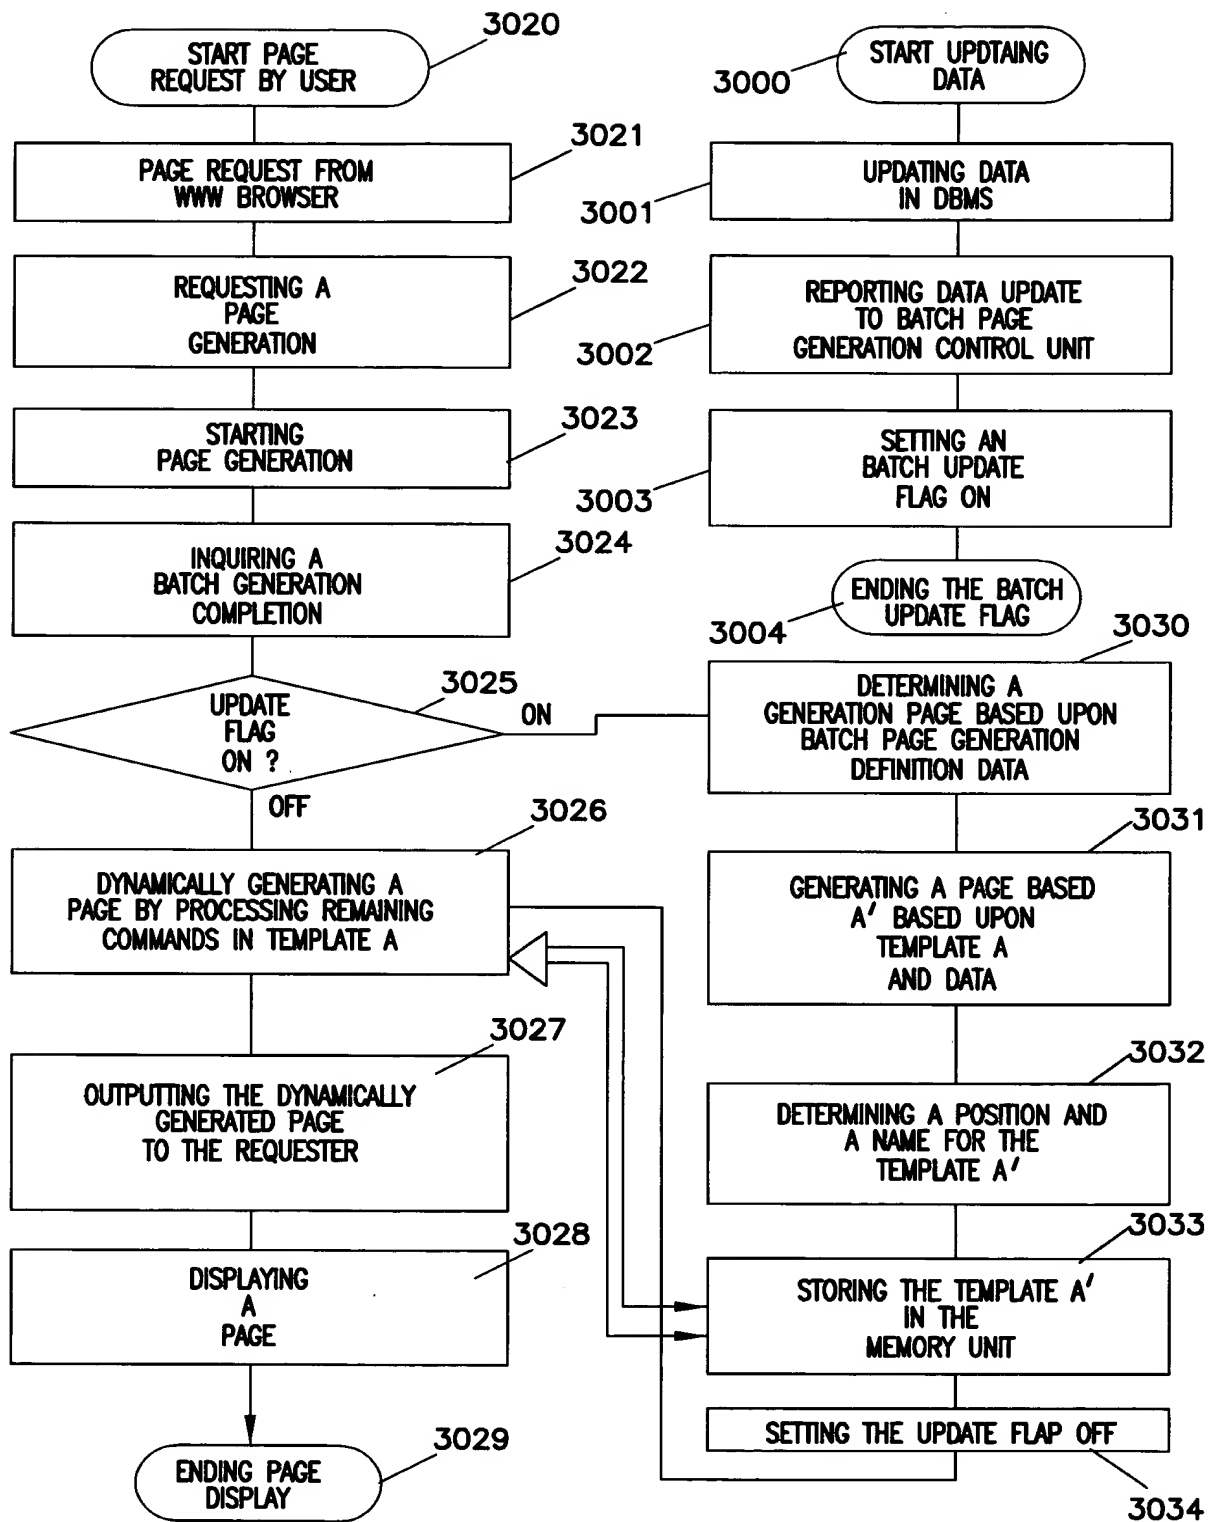 START PAGE
REQUEST BY USER
3020
PAGE REQUEST FROM
WWW BROWSER
3021
REQUESTING A
PAGE
GENERATION
3022
STARTING
PAGE GENERATION
3023
INQUIRING A
BATCH GENERATION
COMPLETION
3024
UPDATE
FLAG
ON ?
3025
ON
OFF
DYNAMICALLY GENERATING A
PAGE BY PROCESSING REMAINING
COMMANDS IN TEMPLATE A
3026
OUTPUTTING THE DYNAMICALLY
GENERATED PAGE
TO THE REQUESTER
3027
DISPLAYING
A
PAGE
3028
ENDING PAGE
DISPLAY
3029
START UPDTAING
DATA
3000
UPDATING DATA
IN DBMS
3001
REPORTING DATA UPDATE
TO BATCH PAGE
GENERATION CONTROL UNIT
3002
SETTING AN
BATCH UPDATE
FLAG ON
3003
ENDING THE BATCH
UPDATE FLAG
3004
3030
DETERMINING A
GENERATION PAGE BASED UPON
BATCH PAGE GENERATION
DEFINITION DATA
3031
GENERATING A PAGE BASED
A' BASED UPON
TEMPLATE A
AND DATA
3032
DETERMINING A POSITION AND
A NAME FOR THE
TEMPLATE A'
3033
STORING THE TEMPLATE A'
IN THE
MEMORY UNIT
SETTING THE UPDATE FLAP OFF
3034